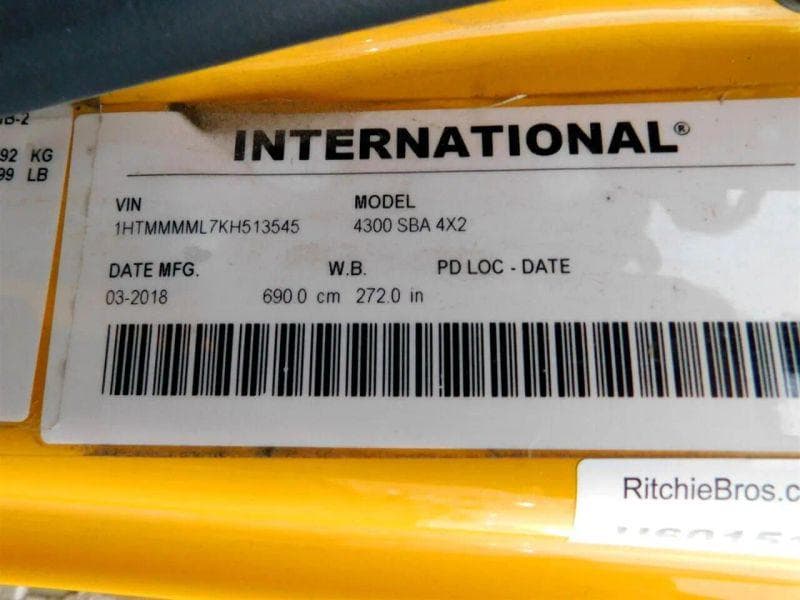 92 KG
99 LB
INTERNATIONAL®
VIN
MODEL
1HTMMMML7KH513545
4300 SBA 4X2
DATE MFG.
W.B.
PD LOC - DATE
03-2018
690.0 cm 272.0 in
RitchieBros.c